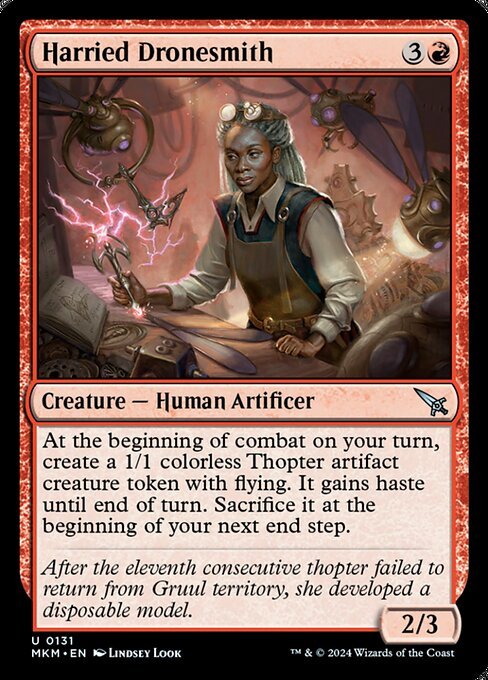 Harried Dronesmith 3
Creature — Human Artificer
At the beginning of combat on your turn,
create a 1/1 colorless Thopter artifact
creature token with flying. It gains haste
until end of turn. Sacrifice it at the
beginning of your next end step.
After the eleventh consecutive thopter failed to
return from Gruul territory, she developed a
disposable model.
2/3
U 0131
MKM • EN Lindsey Look
™ & © 2024 Wizards of the Coast